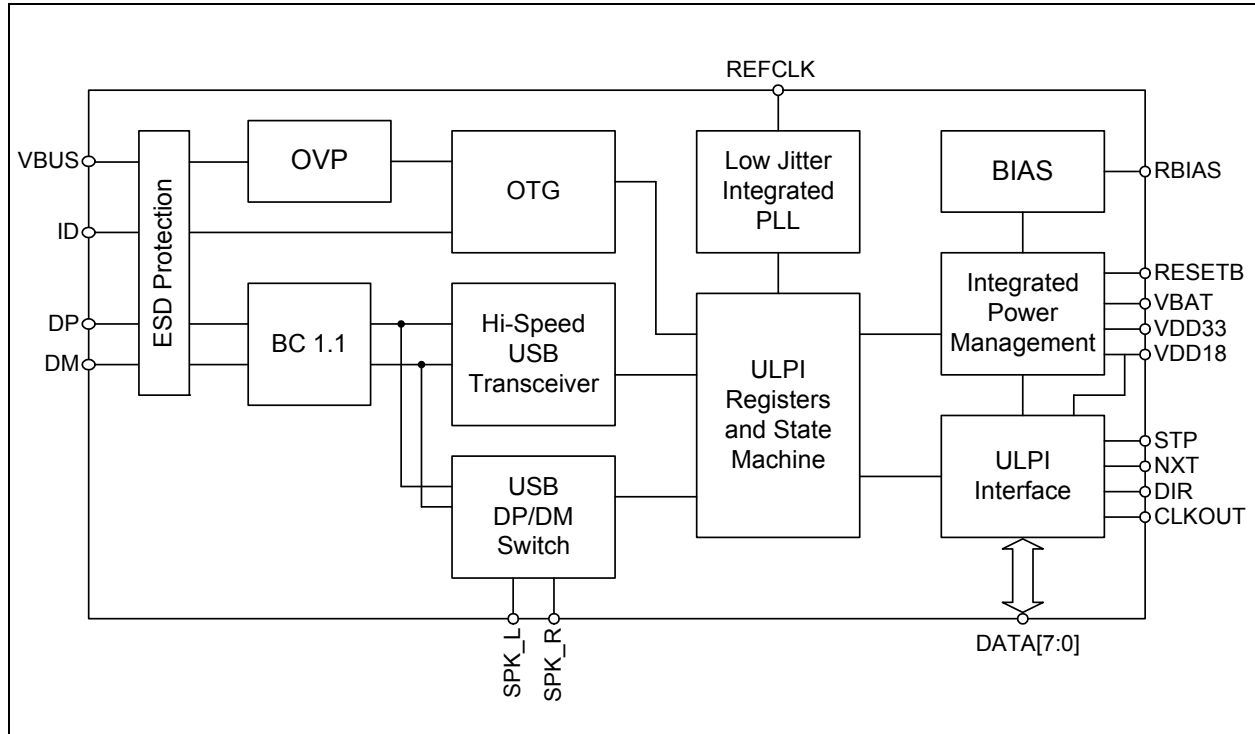 REFCLK
VBUS
ID
DP
DM
ESD Protection
OVP
OTG
BC 1.1
Hi-Speed
USB
Transceiver
USB
DP/DM
Switch
SPK_L
SPK_R
Low Jitter
Integrated
PLL
ULPI
Registers
and State
Machine
BIAS
RBIAS
Integrated
Power
Management
RESETB
VBAT
VDD33
VDD18
ULPI
Interface
STP
NXT
DIR
CLKOUT
DATA[7:0]